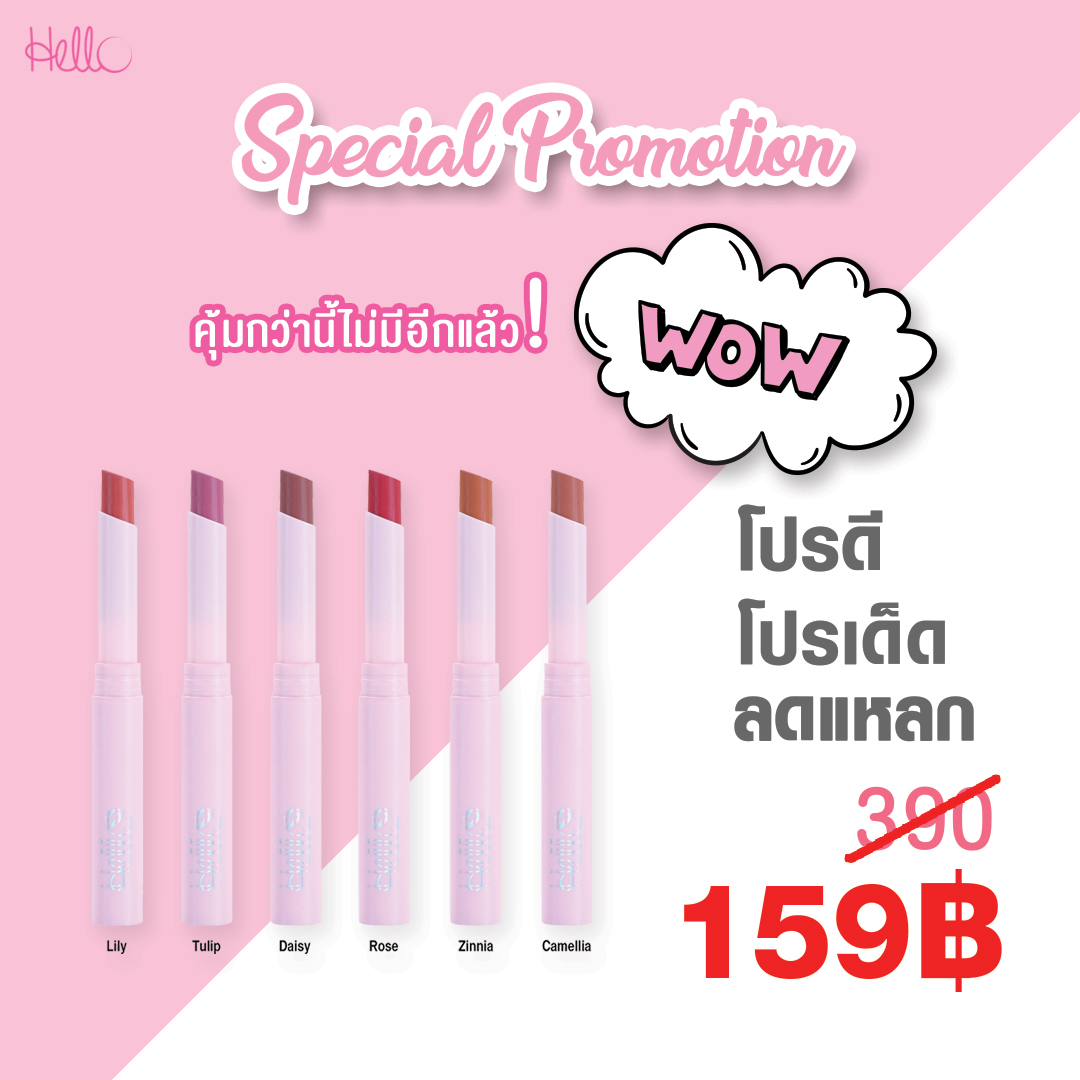 Hello
Special Promotion
คุ้มกว่านี้ไม่มีอีกแล้ว!
WOW
โปรดี
โปรเด็ด
ลดแหลก
390
159฿
Lily Tulip Daisy Rose Zinnia Camellia